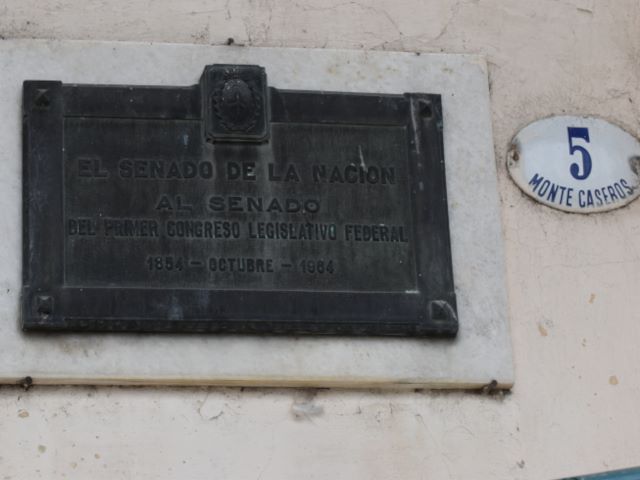 EL SENADO DE LA NACION
AL SENADO
DEL PRIMER CONGRESO LEGISLATIVO FEDERAL
1854 - OCTUBRE - 1964
5
MONTE CASEROS